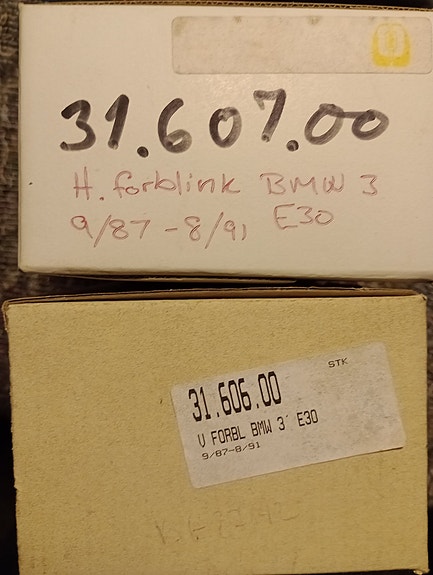 31.607.00
H. forblink BMW 3
9/87 - 8/91 E30
STK
31.606.00
V FORBL BMW 3' E30
9/87-8/91